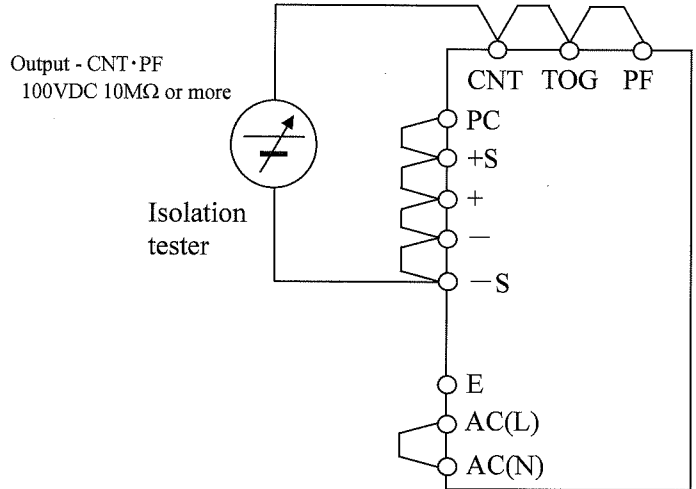 Output - CNT・PF
100VDC 10MΩ or more
Isolation
tester
CNT TOG PF
PC
+S
+
−
−S
E
AC(L)
AC(N)